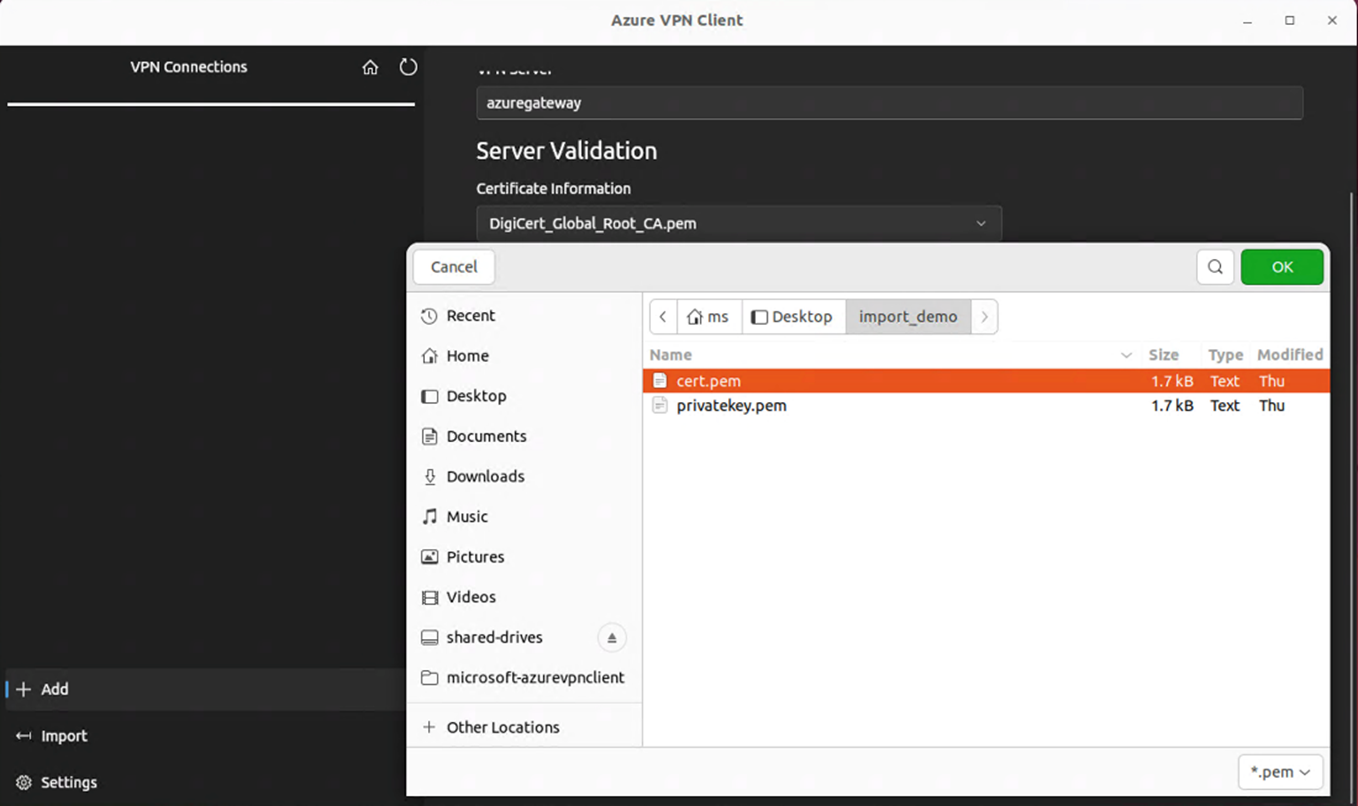 Azure VPN Client
VPN Connections
VPN Server
azuregateway
Server Validation
Certificate Information
DigiCert_Global_Root_CA.pem
Add
Import
Settings
Cancel
OK
Recent
Home
Desktop
Documents
Downloads
Music
Pictures
Videos
shared-drives
microsoft-azurevpnclient
Other Locations
ms Desktop import_demo
Name Size Type Modified
cert.pem 1.7 kB Text Thu
privatekey.pem 1.7 kB Text Thu
*.pem